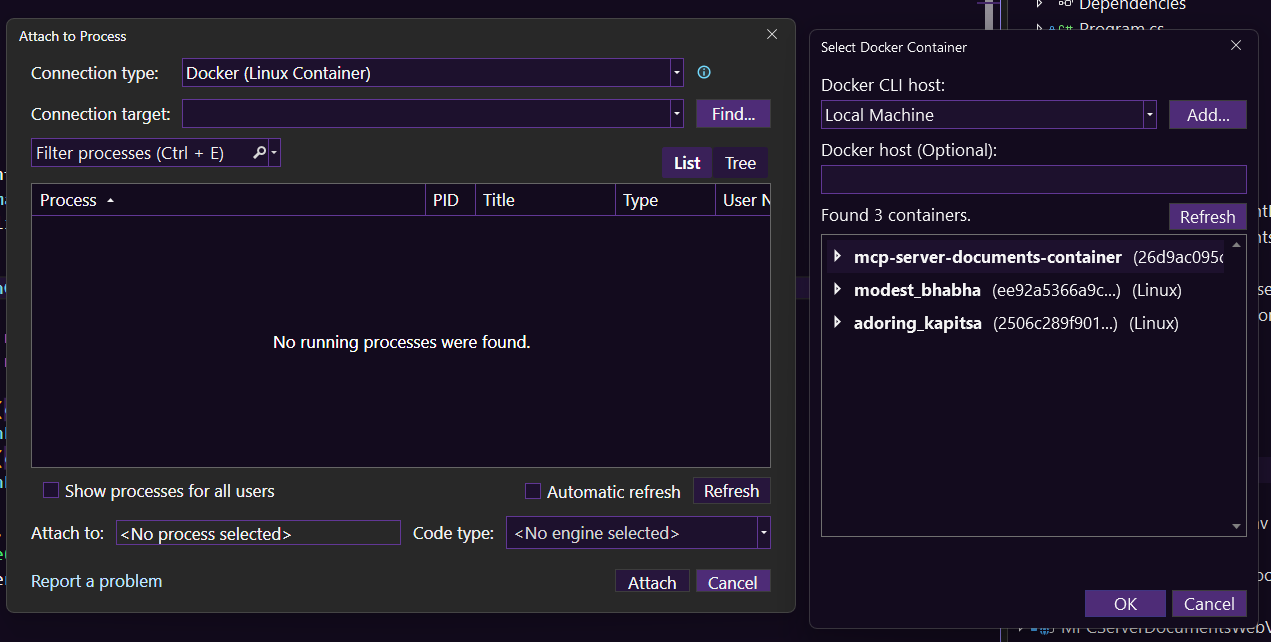 Dependencies
Program.cs
Attach to Process
Connection type: Docker (Linux Container)
Connection target: Find...
Filter processes (Ctrl + E)
List Tree
Process PID Title Type User N
No running processes were found.
Show processes for all users Automatic refresh Refresh
Attach to: <No process selected> Code type: <No engine selected>
Report a problem Attach Cancel
Select Docker Container
Docker CLI host:
Local Machine Add...
Docker host (Optional):
Found 3 containers. Refresh
mcp-server-documents-container (26d9ac095c
modest_bhabha (ee92a5366a9c...) (Linux)
adoring_kapitsa (2506c289f901...) (Linux)
OK Cancel